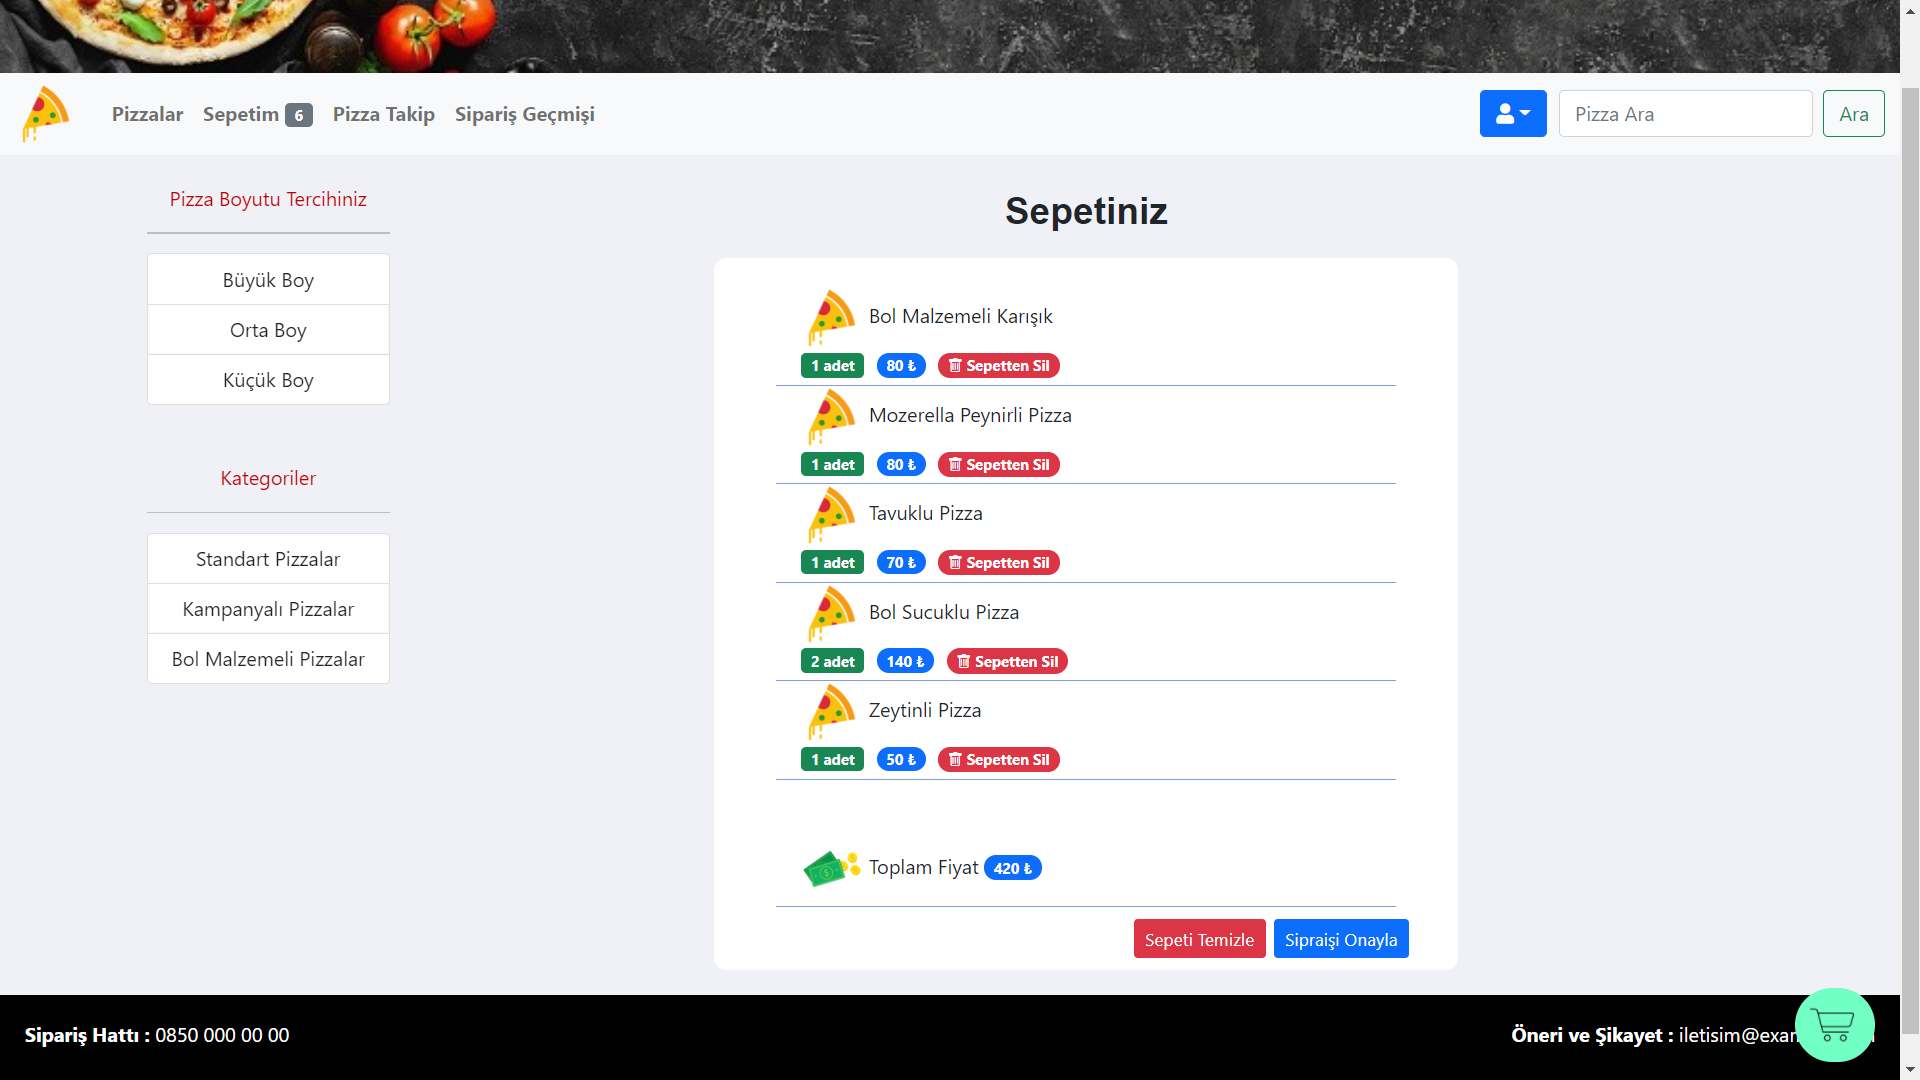 Pizzalar Sepetim 6 Pizza Takip Sipariş Geçmişi Pizza Ara Ara
Pizza Boyutu Tercihiniz
Büyük Boy
Orta Boy
Küçük Boy
Kategoriler
Standart Pizzalar
Kampanyalı Pizzalar
Bol Malzemeli Pizzalar
Sepetiniz
Bol Malzemeli Karışık
1 adet 80 ₺ Sepetten Sil
Mozerella Peynirli Pizza
1 adet 80 ₺ Sepetten Sil
Tavuklu Pizza
1 adet 70 ₺ Sepetten Sil
Bol Sucuklu Pizza
2 adet 140 ₺ Sepetten Sil
Zeytinli Pizza
1 adet 50 ₺ Sepetten Sil
Toplam Fiyat 420 ₺
Sepeti Temizle Sipraişi Onayla
Sipariş Hattı : 0850 000 00 00 Öneri ve Şikayet :